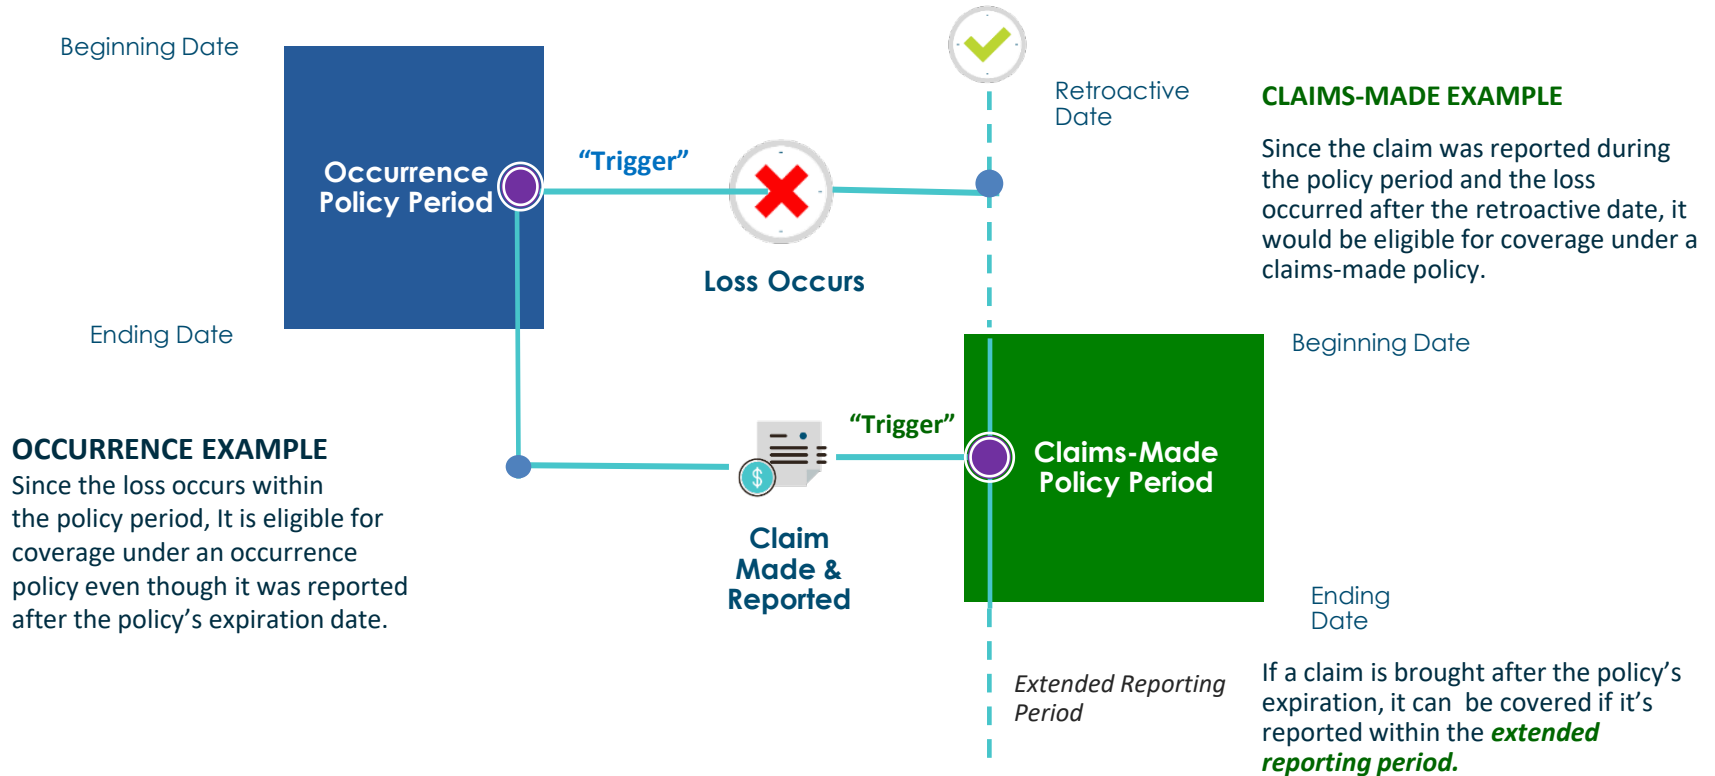 Beginning Date
Occurrence
Policy Period
“Trigger”
Loss Occurs
Ending Date
OCCURRENCE EXAMPLE
Since the loss occurs within
the policy period, It is eligible for
coverage under an occurrence
policy even though it was reported
after the policy’s expiration date.
Retroactive
Date
CLAIMS-MADE EXAMPLE
Since the claim was reported during
the policy period and the loss
occurred after the retroactive date, it
would be eligible for coverage under a
claims-made policy.
Beginning Date
“Trigger”
$
Claim
Made &
Reported
Claims-Made
Policy Period
Ending
Date
Extended Reporting
Period
If a claim is brought after the policy’s
expiration, it can be covered if it’s
reported within the extended
reporting period.